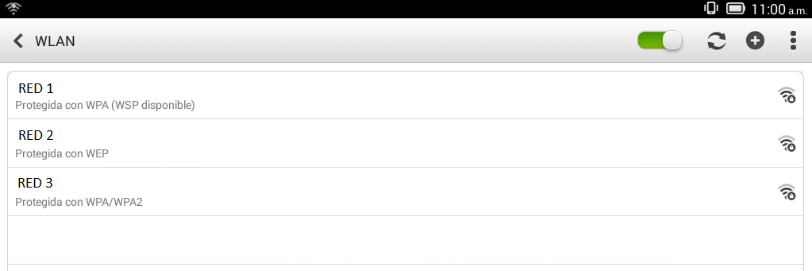 11:00 a.m.
WLAN
RED 1
Protegida con WPA (WSP disponible)
RED 2
Protegida con WEP
RED 3
Protegida con WPA/WPA2